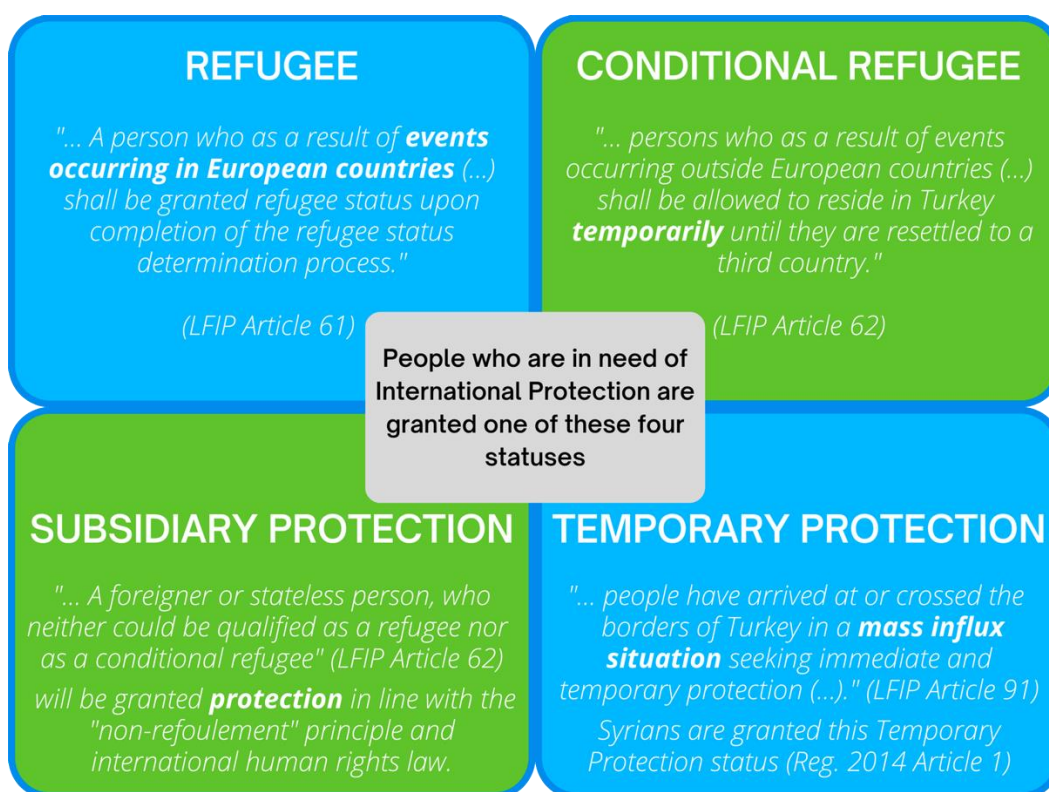 REFUGEE
"... A person who as a result of events
occurring in European countries (...)
shall be granted refugee status upon
completion of the refugee status
determination process."
(LFIP Article 61)
CONDITIONAL REFUGEE
"... persons who as a result of events
occurring outside European countries (...)
shall be allowed to reside in Turkey
temporarily until they are resettled to a
third country."
(LFIP Article 62)
People who are in need of
International Protection are
granted one of these four
statuses
SUBSIDIARY PROTECTION
"... A foreigner or stateless person, who
neither could be qualified as a refugee nor
as a conditional refugee" (LFIP Article 62)
will be granted protection in line with the
"non-refoulement" principle and
international human rights law.
TEMPORARY PROTECTION
"... people have arrived at or crossed the
borders of Turkey in a mass influx
situation seeking immediate and
temporary protection (...)." (LFIP Article 91)
Syrians are granted this Temporary
Protection status (Reg. 2014 Article 1)